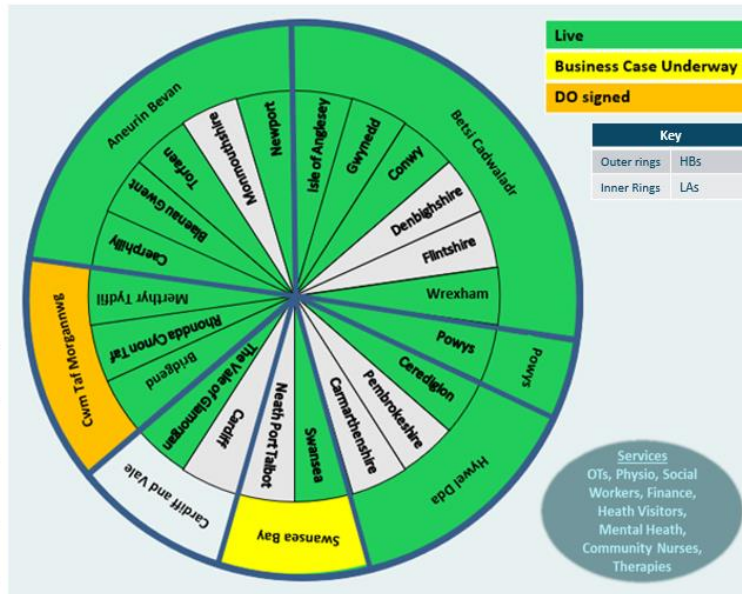 Live
Business Case Underway
DO signed
Key
Outer rings HBs
Inner Rings LAs
Betsi Cadwaladr
Powys
Hywel Dda
Swansea Bay
Cardiff and Vale
Cwm Taf Morgannwg
Aneurin Bevan
Isle of Anglesey
Gwynedd
Conwy
Denbighshire
Flintshire
Wrexham
Powys
Ceredigion
Pembrokeshire
Carmarthenshire
Swansea
Neath Port Talbot
Cardiff
The Vale of Glamorgan
Bridgend
Rhondda Cynon Taf
Merthyr Tydfil
Caerphilly
Blaenau Gwent
Torfaen
Monmouthshire
Newport
Services
OTs, Physio, Social
Workers, Finance,
Heath Visitors,
Mental Heath,
Community Nurses,
Therapies